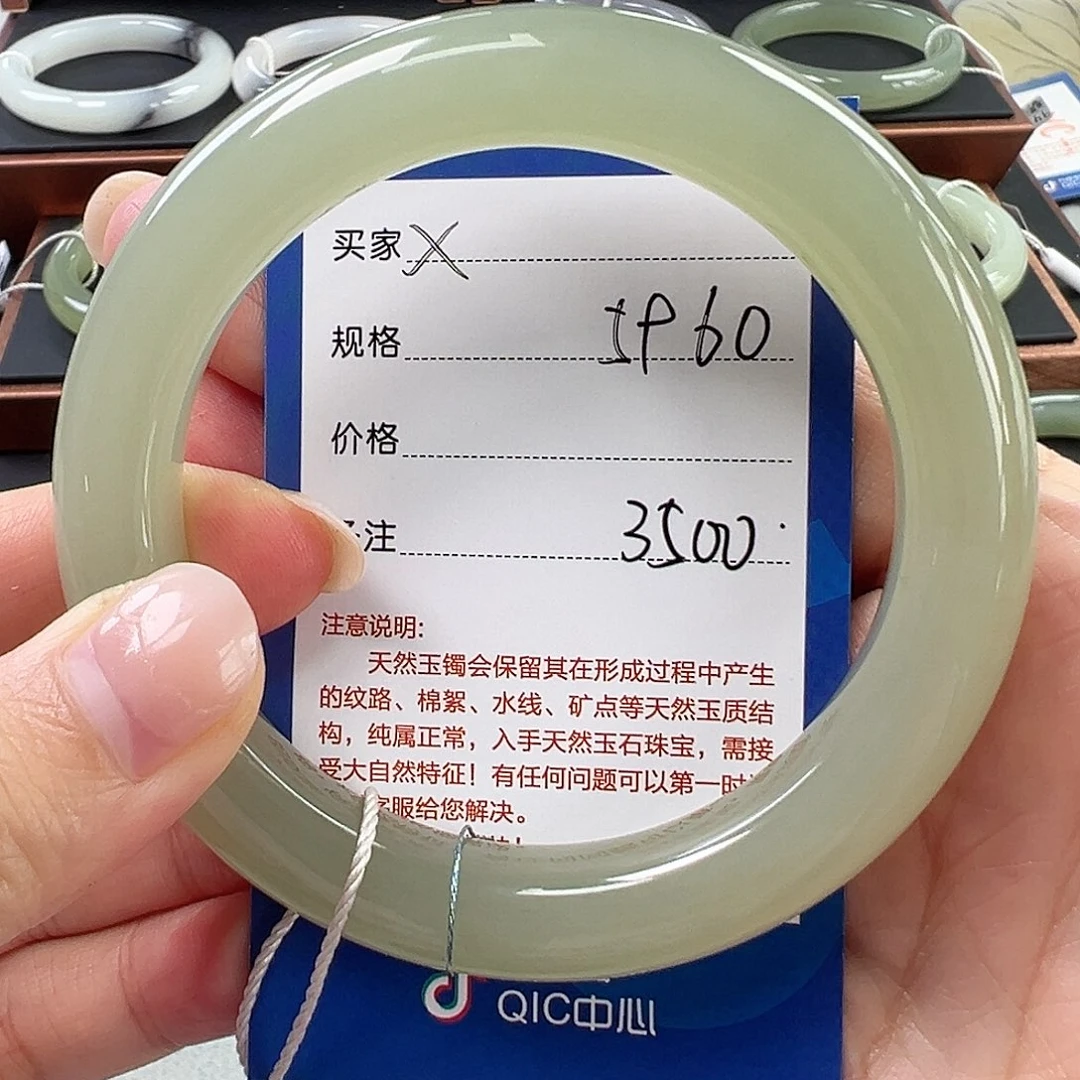 买家 X
规格 JP60
价格
注 3500
注意说明:
天然玉镯会保留其在形成过程中产生
的纹路、棉絮、水线、矿点等天然玉质结
构，纯属正常，入手天然玉石珠宝，需接
受大自然特征！有任何问题可以第一时
服给您解决。
QIC中心